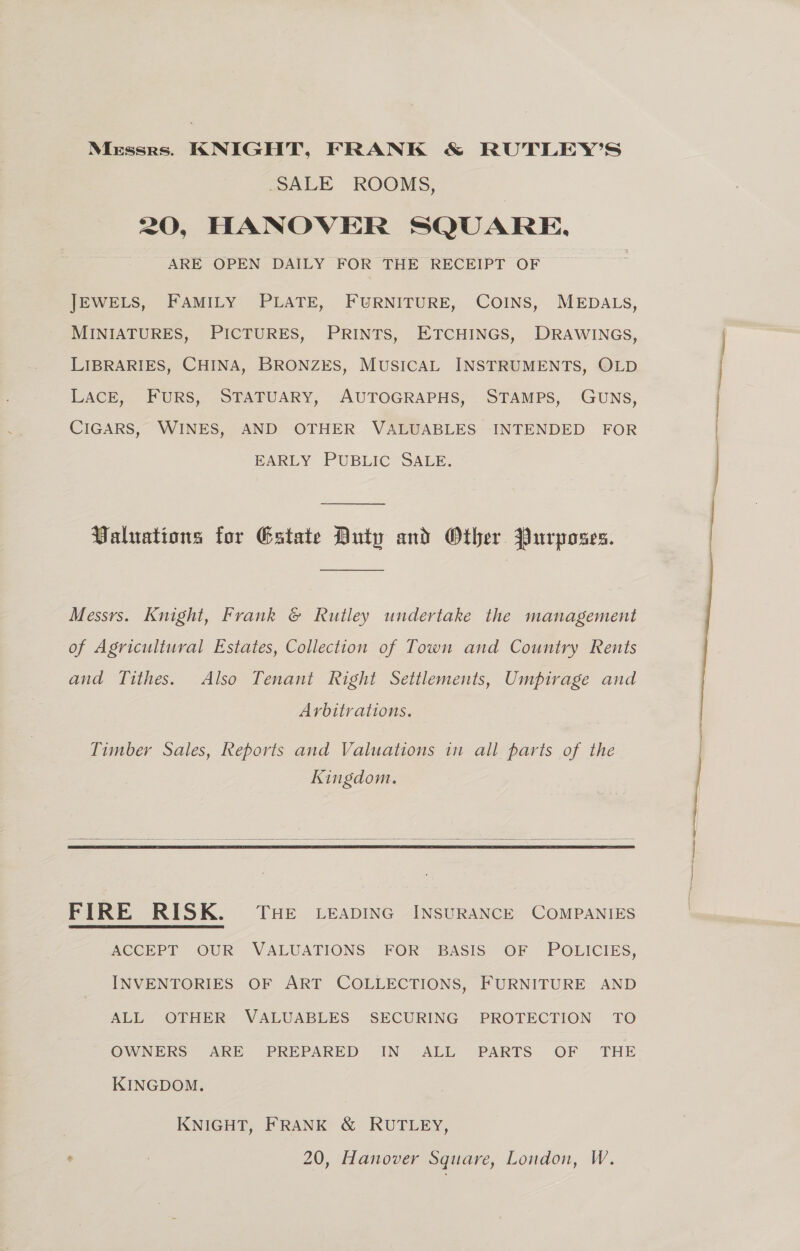 Messrs. KNIGHT, FRANK & RUTLEY'S
SALE ROOMS,
20, HANOVER SQUARE,
ARE OPEN DAILY FOR THE RECEIPT OF
JEWELS, FAMILY PLATE, FURNITURE, COINS, MEDALS,
MINIATURES, PICTURES, PRINTS, ETCHINGS, DRAWINGS,
LIBRARIES, CHINA, BRONZES, MUSICAL INSTRUMENTS, OLD
LACE, FURS, STATUARY, AUTOGRAPHS, STAMPS, GUNS,
CIGARS, WINES, AND OTHER VALUABLES INTENDED FOR
EARLY PUBLIC SALE.
Valuations for Estate Duty and Other Purposes.
Messrs. Knight, Frank & Rutley undertake the management
of Agricultural Estates, Collection of Town and Country Rents
and Tithes. Also Tenant Right Settlements, Umpirage and
Arbitrations.
Timber Sales, Reports and Valuations in all parts of the
Kingdom.
FIRE RISK. THE LEADING INSURANCE COMPANIES
ACCEPT OUR VALUATIONS FOR BASIS OF POLICIES,
INVENTORIES OF ART COLLECTIONS, FURNITURE AND
ALL OTHER VALUABLES SECURING PROTECTION TO
OWNERS ARE PREPARED IN ALL PARTS OF THE
KINGDOM.
KNIGHT, FRANK & RUTLEY,
20, Hanover Square, London, W.